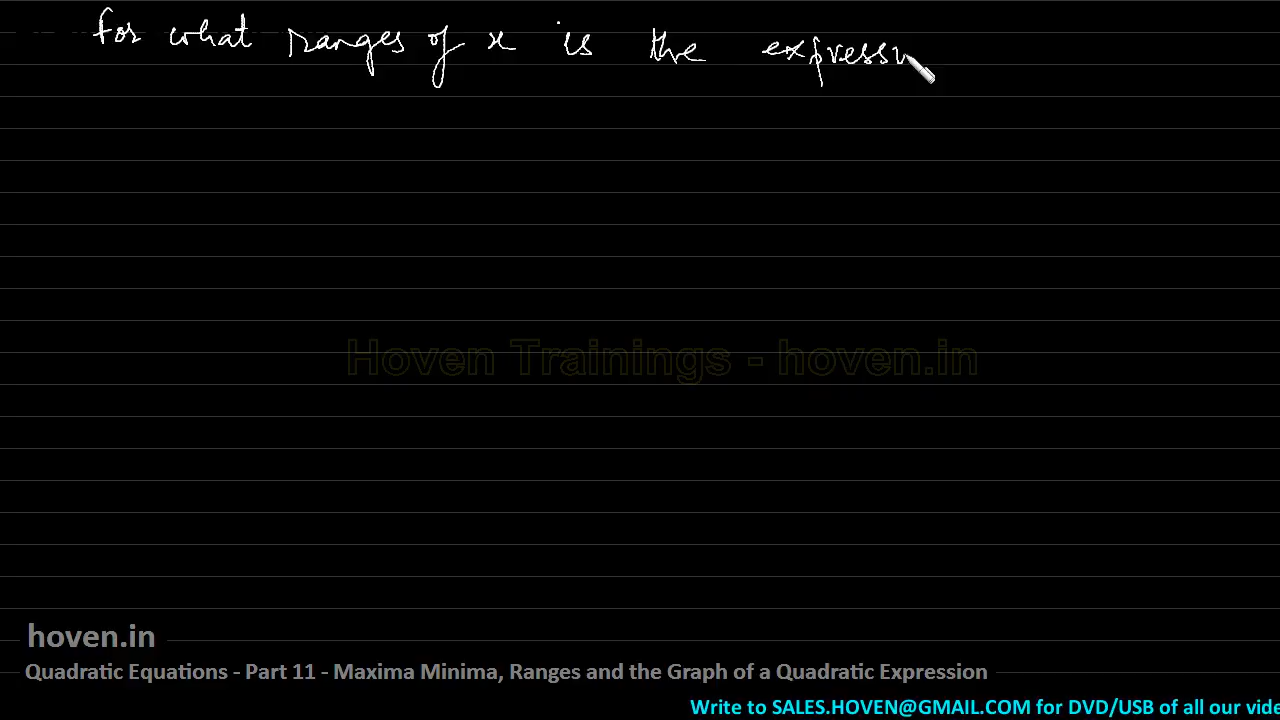 for what ranges of x is the expressi
Hoven Trainings - hoven.in
hoven.in
Quadratic Equations - Part 11 - Maxima Minima, Ranges and the Graph of a Quadratic Expression
Write to SALES.HOVEN@GMAIL.COM for DVD/USB of all our vide